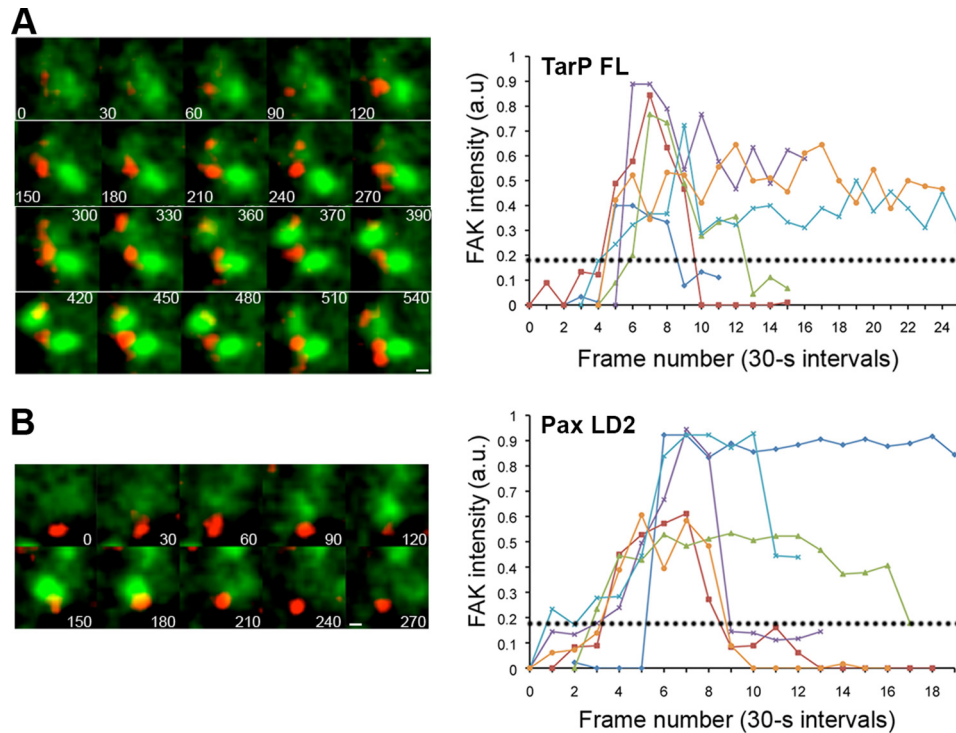 A
0 30 60 90 120
150 180 210 240 270
300 330 360 370 390
420 450 480 510 540
TarP FL
FAK intensity (a.u)
1
0.9
0.8
0.7
0.6
0.5
0.4
0.3
0.2
0.1
0
0 2 4 6 8 10 12 14 16 18 20 22 24
Frame number (30-s intervals)
B
0 30 60 90 120
150 180 210 240 270
Pax LD2
FAK intensity (a.u.)
1
0.9
0.8
0.7
0.6
0.5
0.4
0.3
0.2
0.1
0
0 2 4 6 8 10 12 14 16 18
Frame number (30-s intervals)